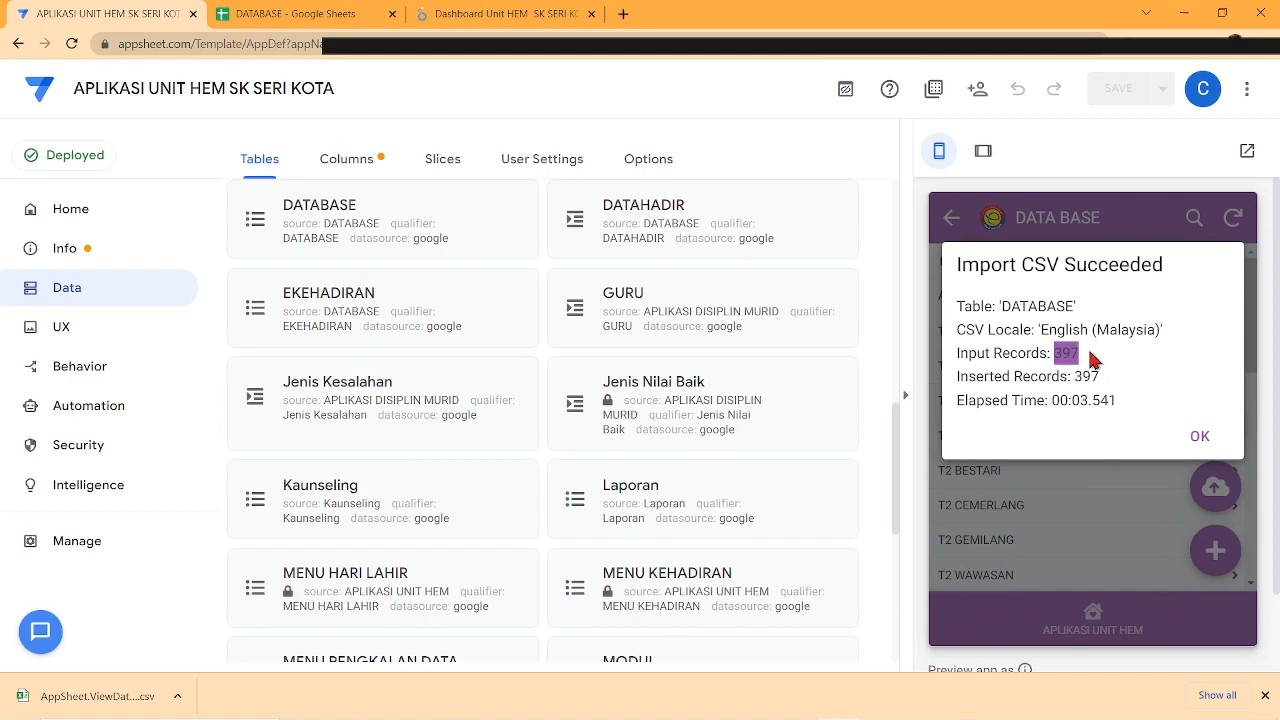 APLIKASI UNIT HEM SK SERI KOTA
DATABASE - Google Sheets
Dashboard Unit HEM SK SERI KO
appsheet.com/Template/AppDef?appNa
APLIKASI UNIT HEM SK SERI KOTA
SAVE
C
Deployed
Home
Info
Data
UX
Behavior
Automation
Security
Intelligence
Manage
Tables
Columns
Slices
User Settings
Options
DATABASE
source: DATABASE qualifier:
DATABASE datasource: google
DATAHADIR
source: DATABASE qualifier:
DATAHADIR datasource: google
EKEHADIRAN
source: DATABASE qualifier:
EKEHADIRAN datasource: google
GURU
source: APLIKASI DISIPLIN MURID qualifier:
GURU datasource: google
Jenis Kesalahan
source: APLIKASI DISIPLIN MURID qualifier:
Jenis Kesalahan datasource: google
Jenis Nilai Baik
source: APLIKASI DISIPLIN
MURID qualifier: Jenis Nilai
Baik datasource: google
Kaunseling
source: Kaunseling qualifier:
Kaunseling datasource: google
Laporan
source: Laporan qualifier:
Laporan datasource: google
MENU HARI LAHIR
source: APLIKASI UNIT HEM qualifier:
MENU HARI LAHIR datasource: google
MENU KEHADIRAN
source: APLIKASI UNIT HEM qualifier:
MENU KEHADIRAN datasource: google
MENU PENGKALAN DATA
MODUL
DATA BASE
Import CSV Succeeded
Table: 'DATABASE'
CSV Locale: 'English (Malaysia)'
Input Records: 397
Inserted Records: 397
Elapsed Time: 00:03.541
OK
T2 BESTARI
T2 CEMERLANG
T2 GEMILANG
T2 WAWASAN
APLIKASI UNIT HEM
Preview app as
AppSheet.ViewDat....csv
Show all